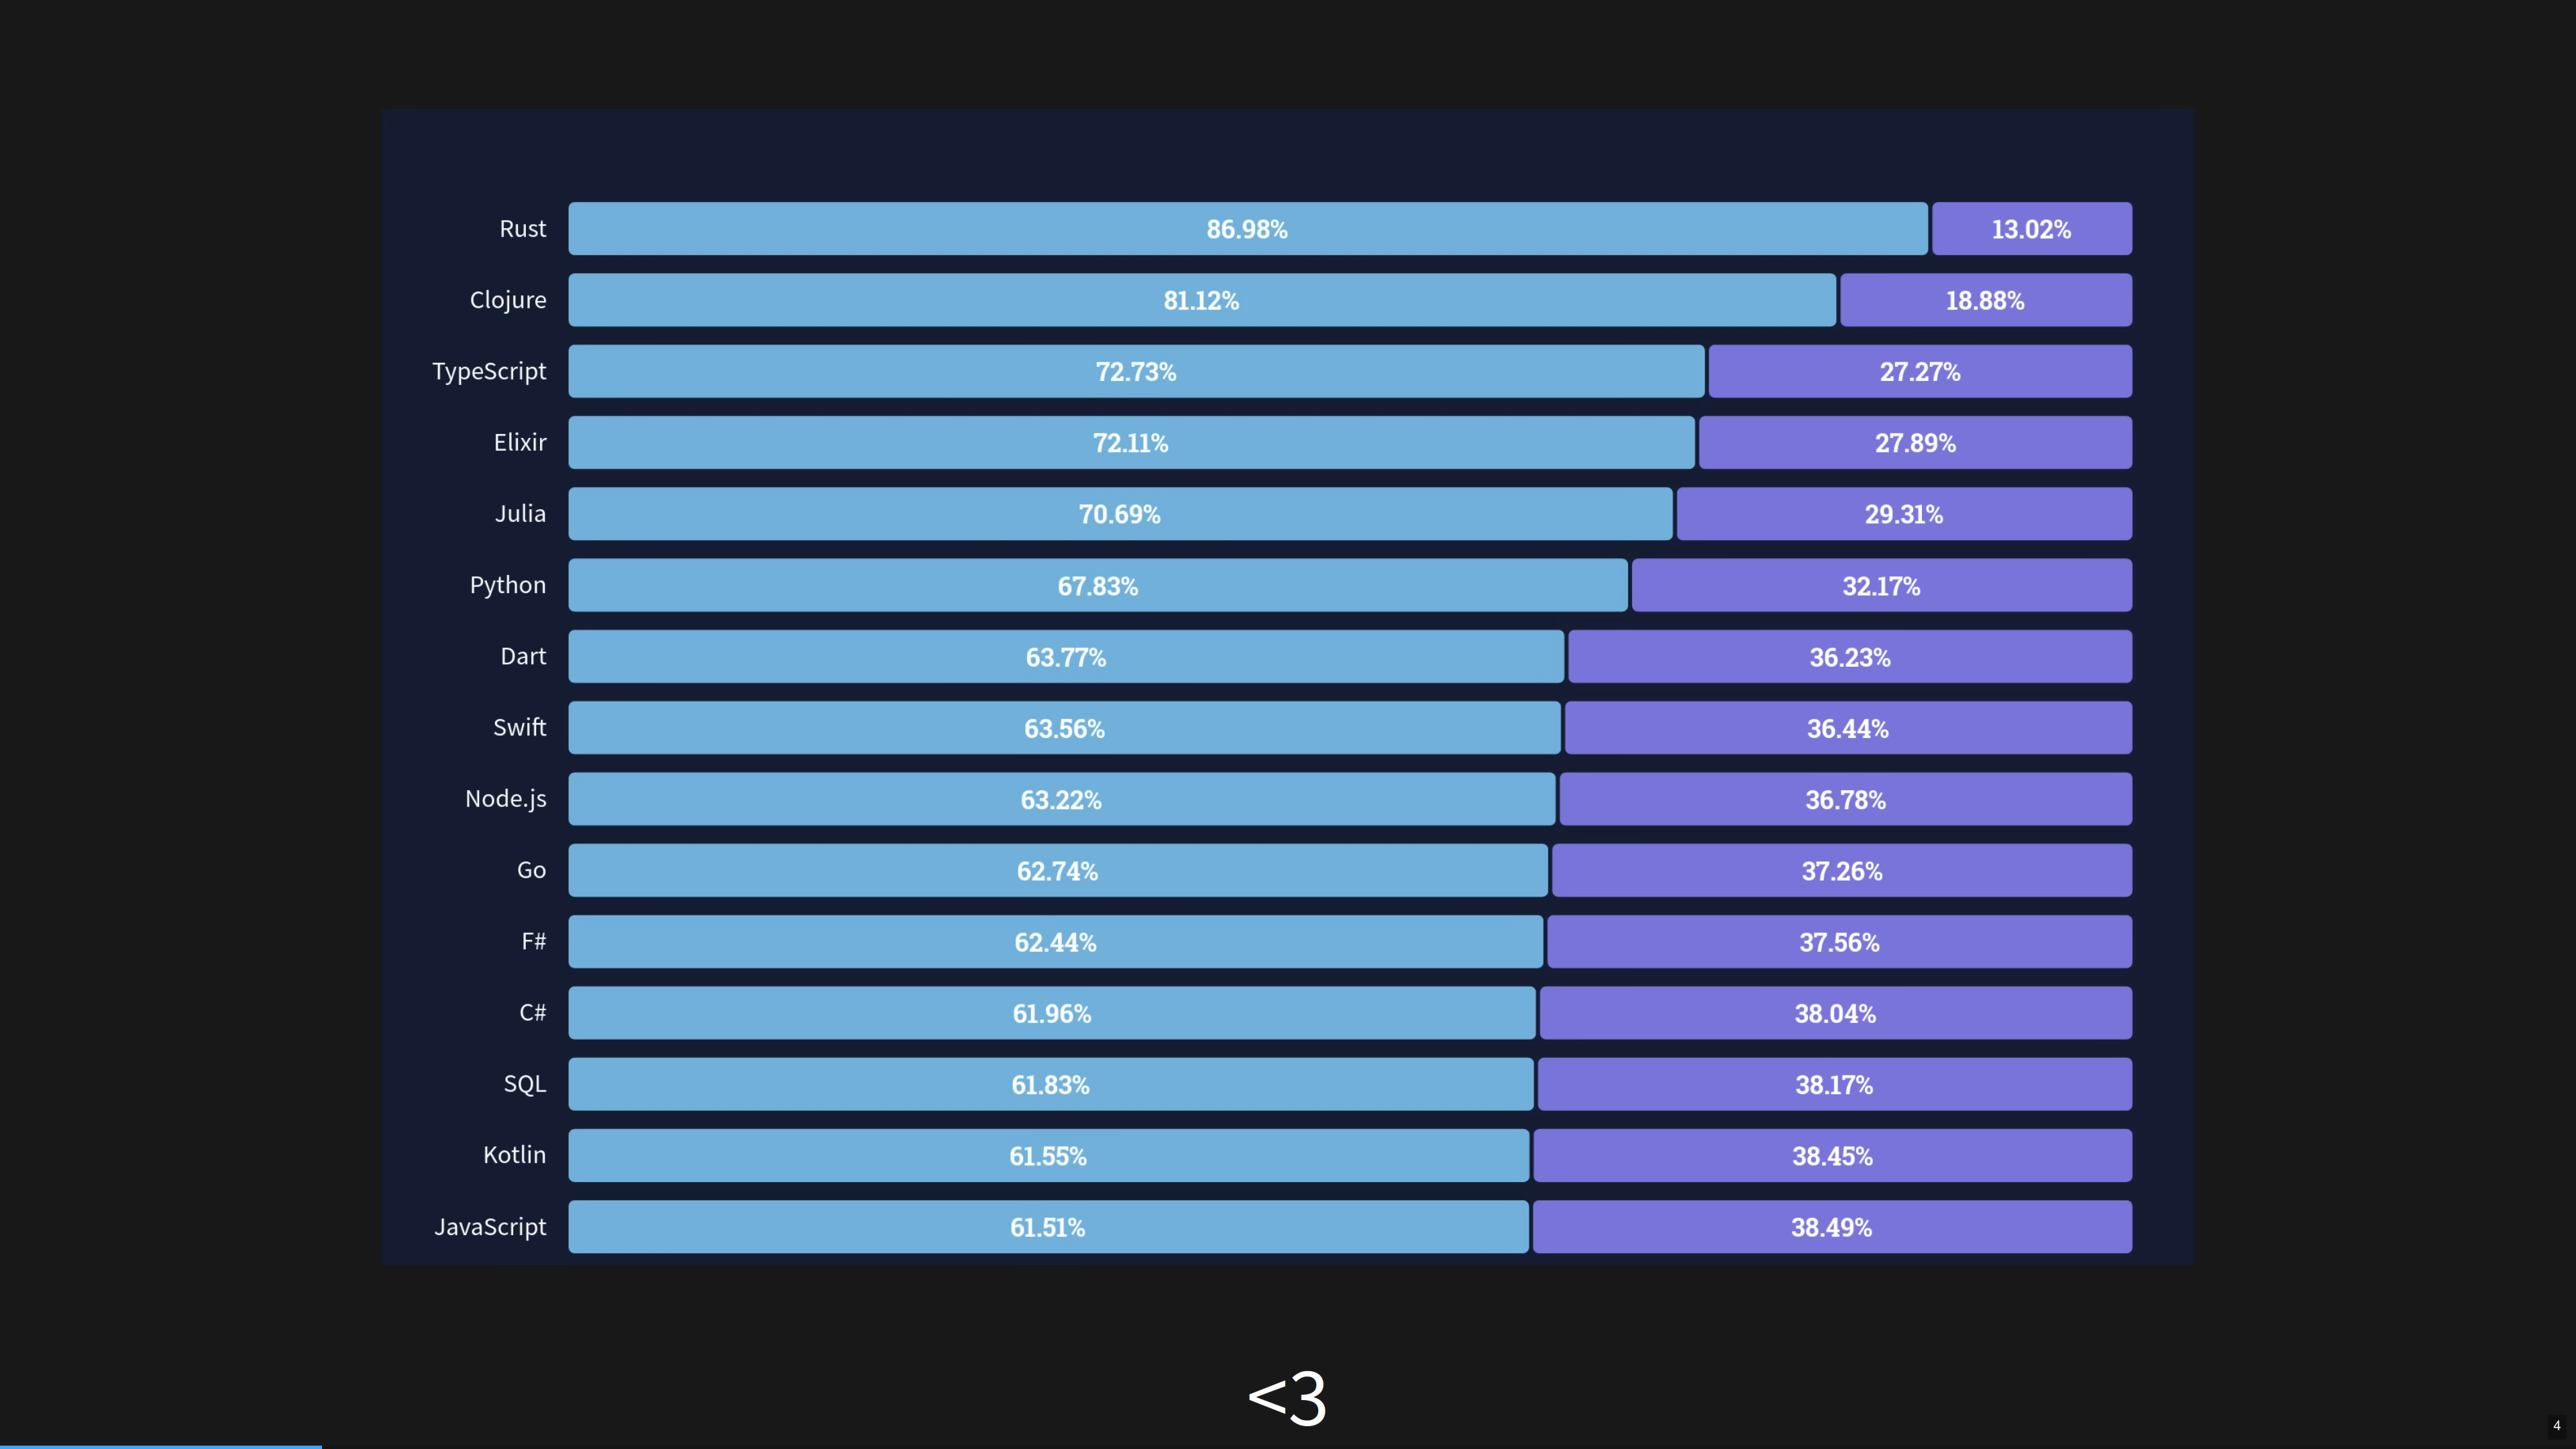 Rust 86.98% 13.02%
Clojure 81.12% 18.88%
TypeScript 72.73% 27.27%
Elixir 72.11% 27.89%
Julia 70.69% 29.31%
Python 67.83% 32.17%
Dart 63.77% 36.23%
Swift 63.56% 36.44%
Node.js 63.22% 36.78%
Go 62.74% 37.26%
F# 62.44% 37.56%
C# 61.96% 38.04%
SQL 61.83% 38.17%
Kotlin 61.55% 38.45%
JavaScript 61.51% 38.49%
<3
4